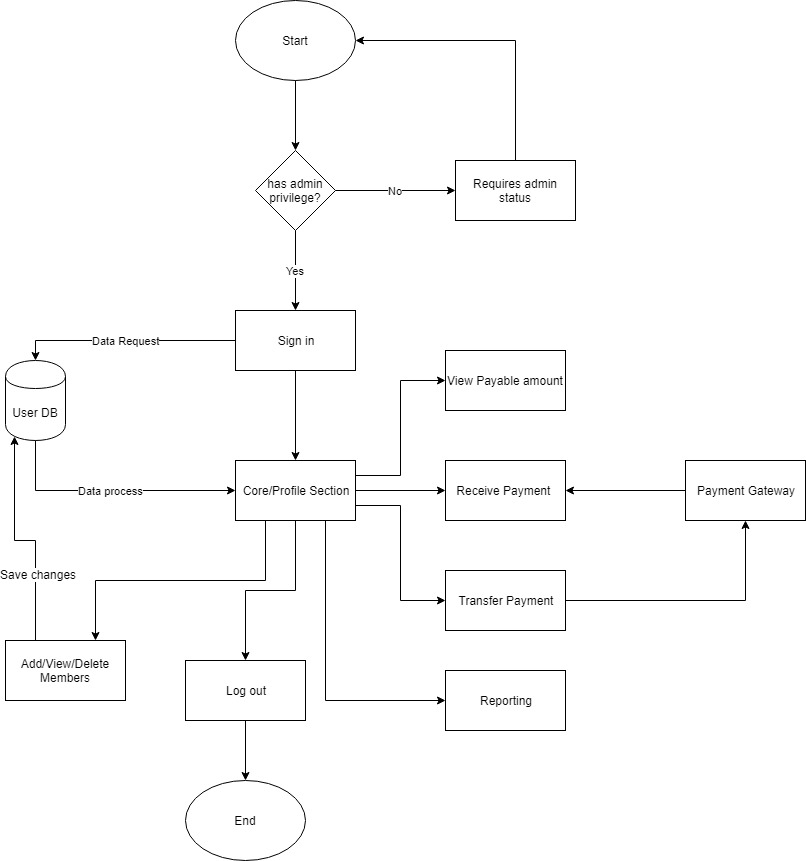 Start
has admin
privilege?
No
Requires admin
status
Yes
Sign in
Data Request
User DB
View Payable amount
Data process
Core/Profile Section
Receive Payment
Payment Gateway
Save changes
Transfer Payment
Add/View/Delete
Members
Log out
Reporting
End